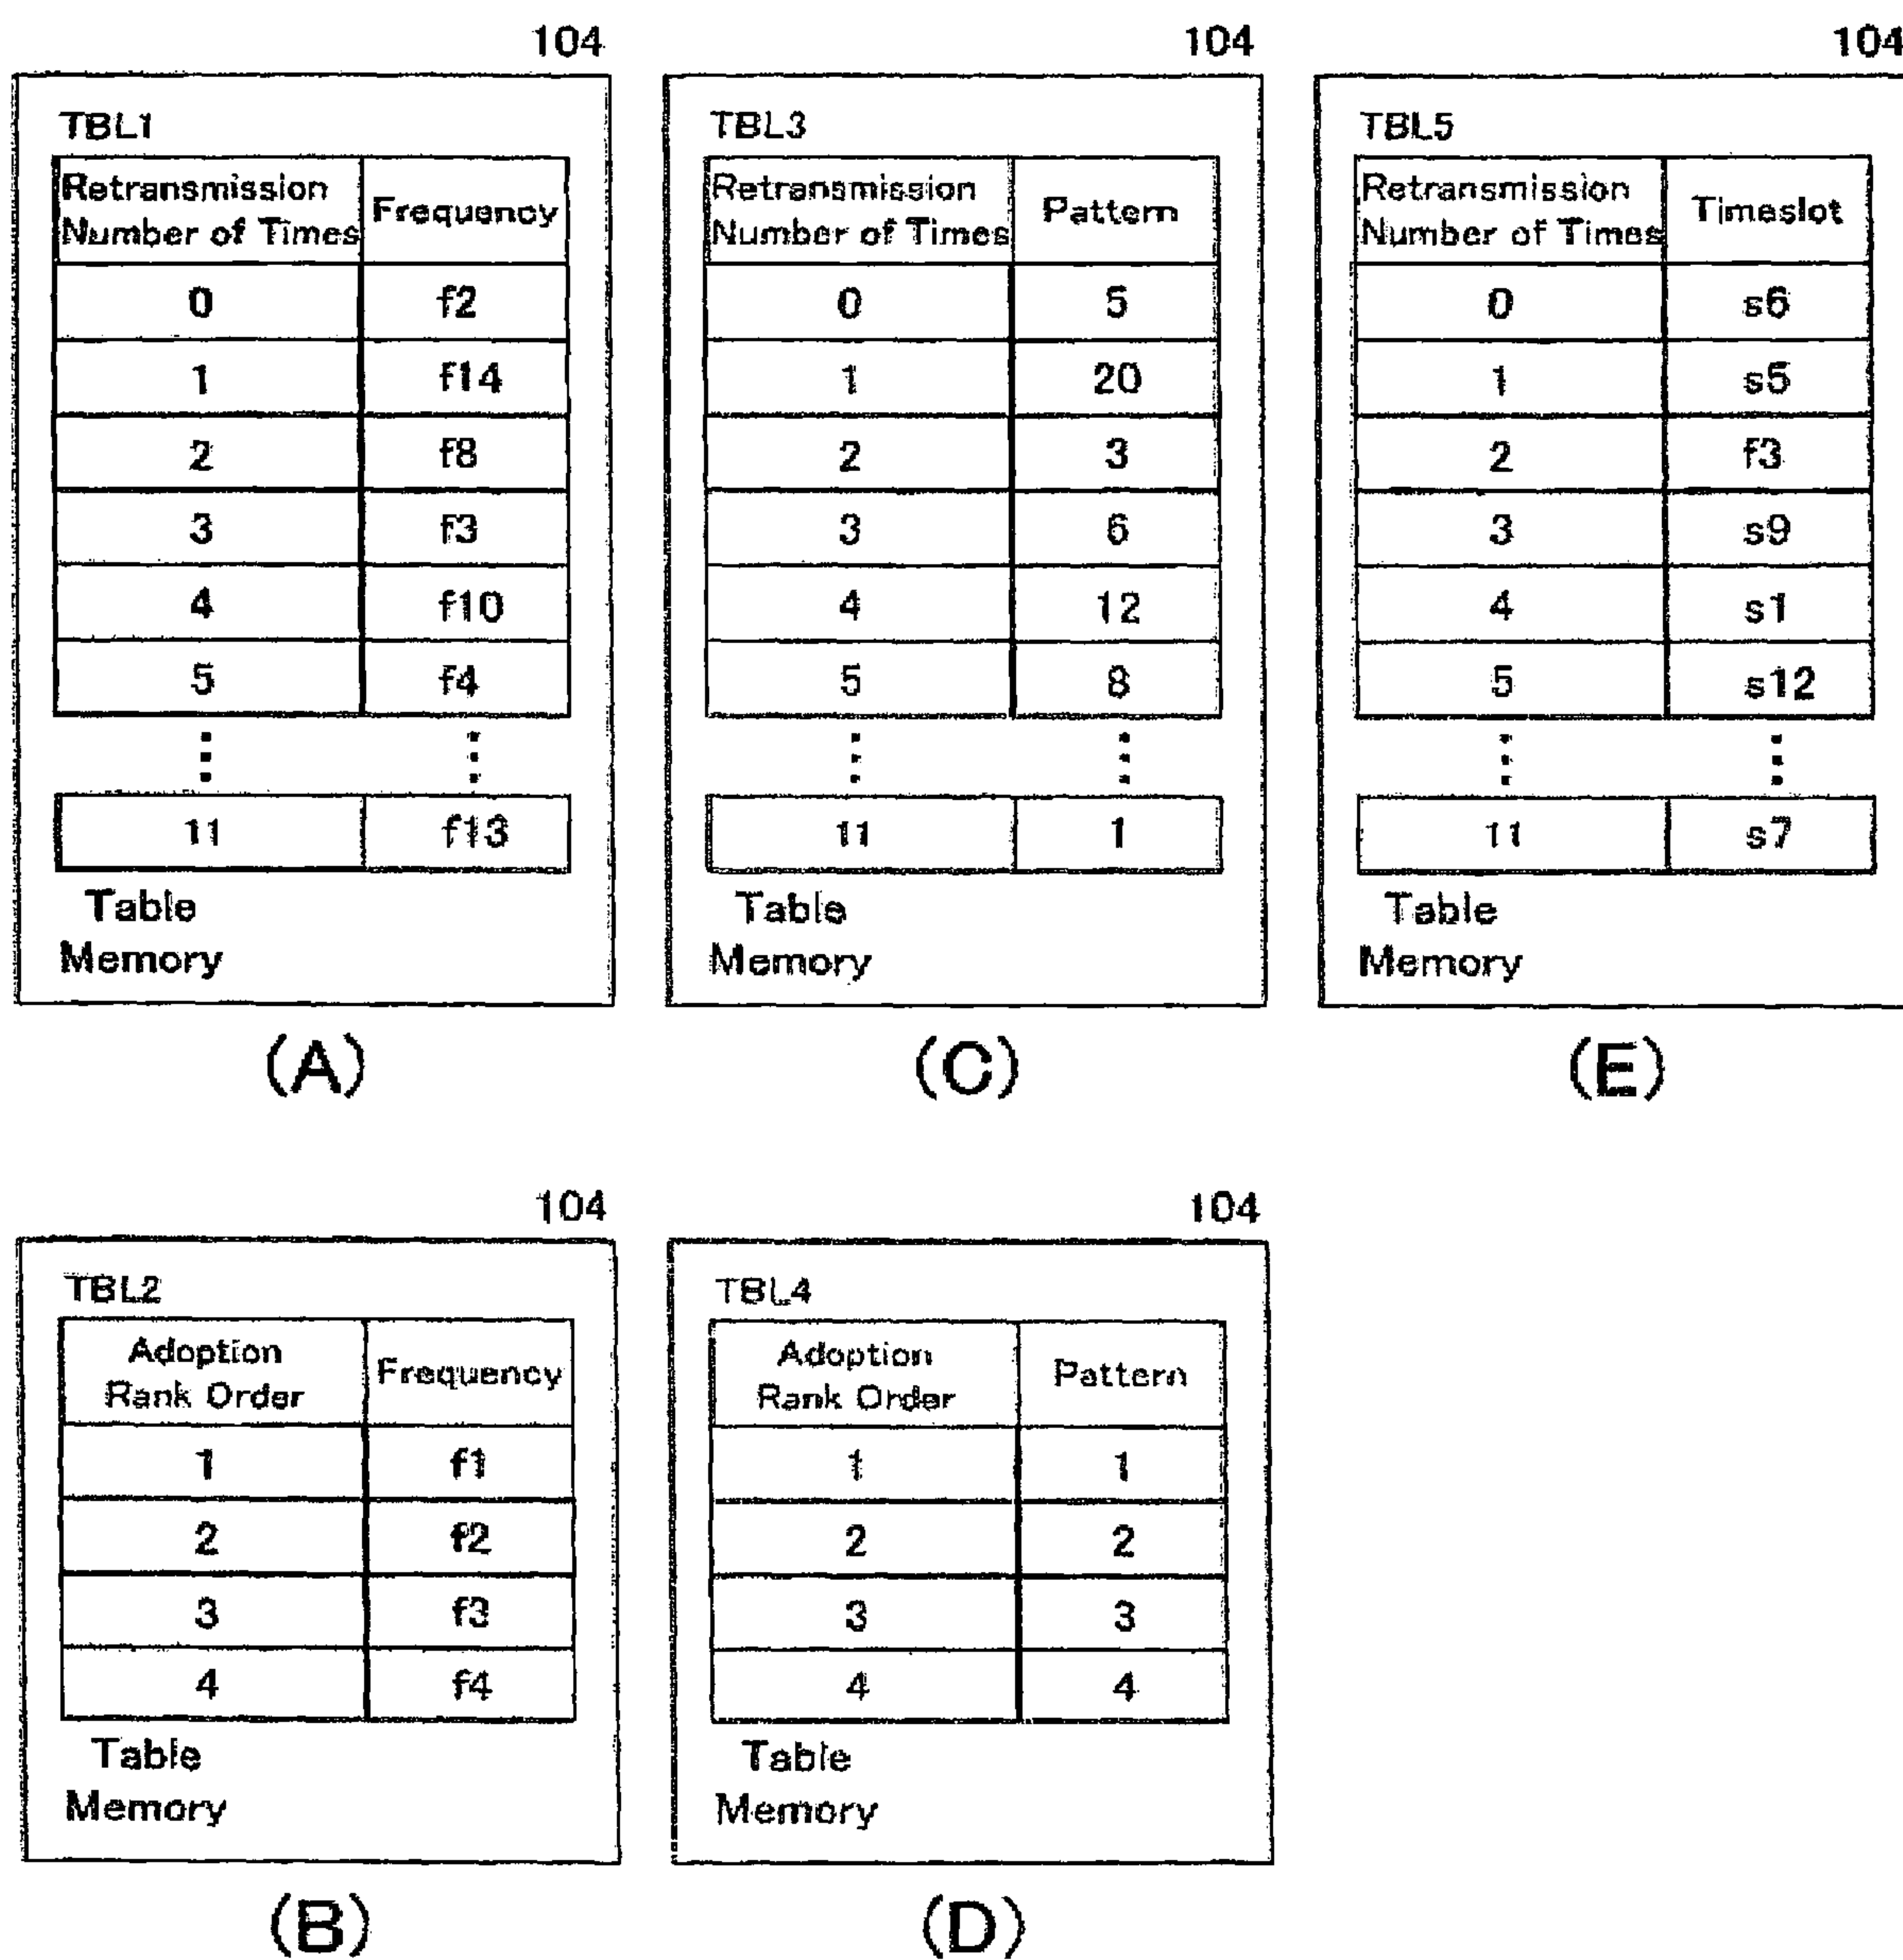 104
TBL1
Retransmission Number of Times Frequency
0 f2
1 f14
2 f8
3 f3
4 f10
5 f4
⋮ ⋮
11 f13
Table
Memory
(A)
104
TBL3
Retransmission Number of Times Pattern
0 5
1 20
2 3
3 6
4 12
5 8
⋮ ⋮
11 1
Table
Memory
(C)
104
TBL5
Retransmission Number of Times Timeslot
0 s6
1 s5
2 f3
3 s9
4 s1
5 s12
⋮ ⋮
11 s7
Table
Memory
(E)
104
TBL2
Adoption Rank Order Frequency
1 f1
2 f2
3 f3
4 f4
Table
Memory
(B)
104
TBL4
Adoption Rank Order Pattern
1 1
2 2
3 3
4 4
Table
Memory
(D)